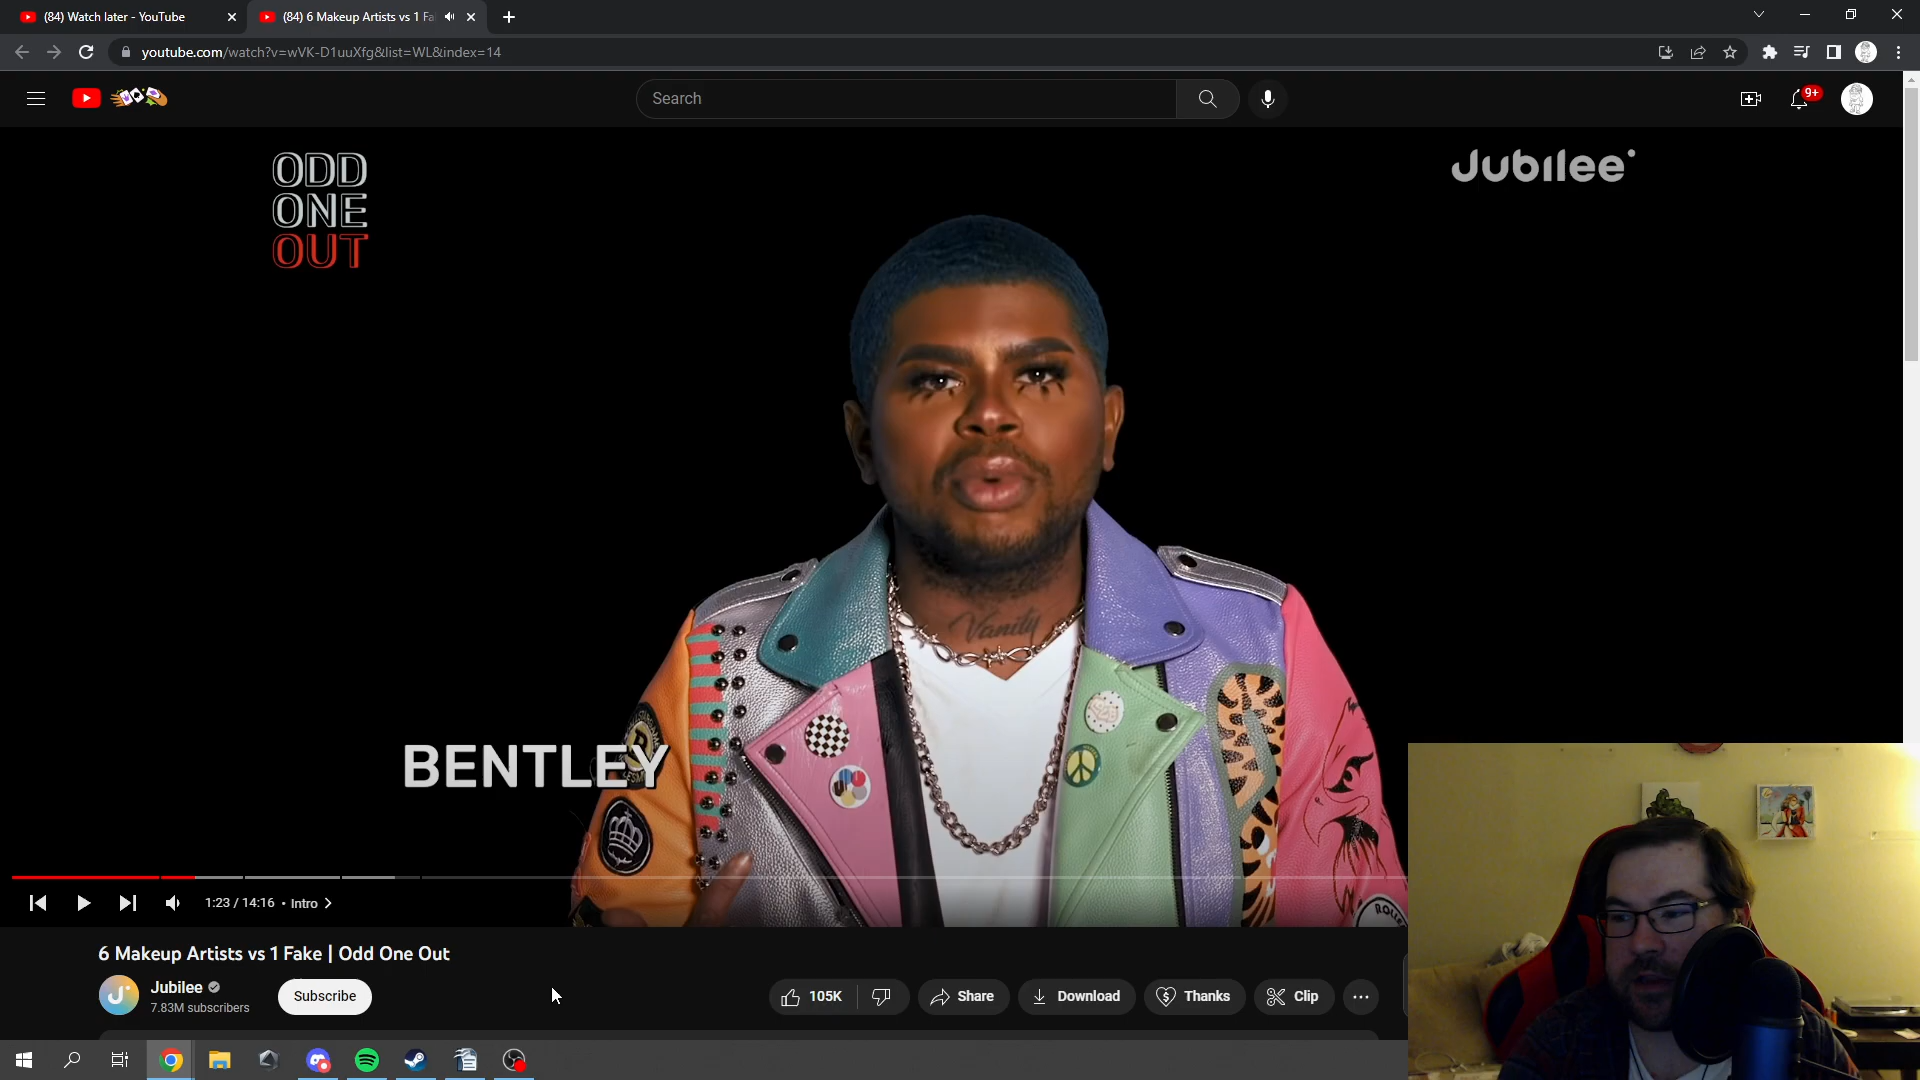 (84) Watch later - YouTube
(84) 6 Makeup Artists vs 1 Fa
youtube.com/watch?v=wVK-D1uuXfg&list=WL&index=14
Search
9+
ODD
ONE
OUT
Jubilee
Vanity
BENTLEY
1:23 / 14:16 • Intro
6 Makeup Artists vs 1 Fake | Odd One Out
Jubilee
7.83M subscribers
Subscribe
105K
Share
Download
Thanks
Clip